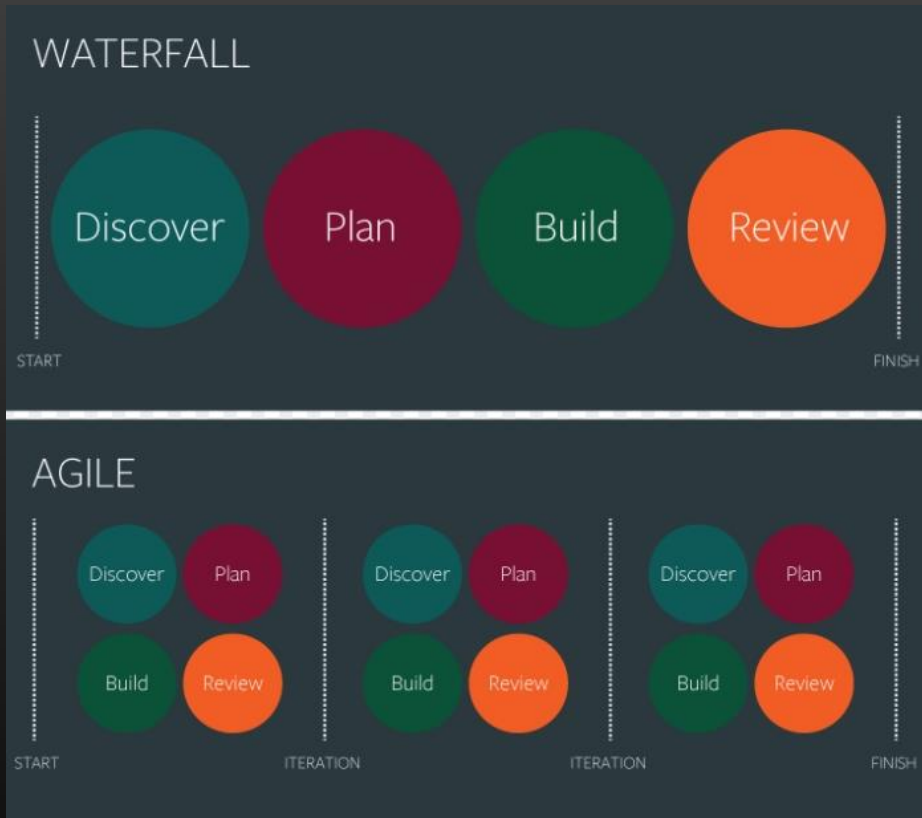 WATERFALL
Discover Plan Build Review
START FINISH
AGILE
Discover Plan Discover Plan Discover Plan
Build Review Build Review Build Review
START ITERATION ITERATION FINISH